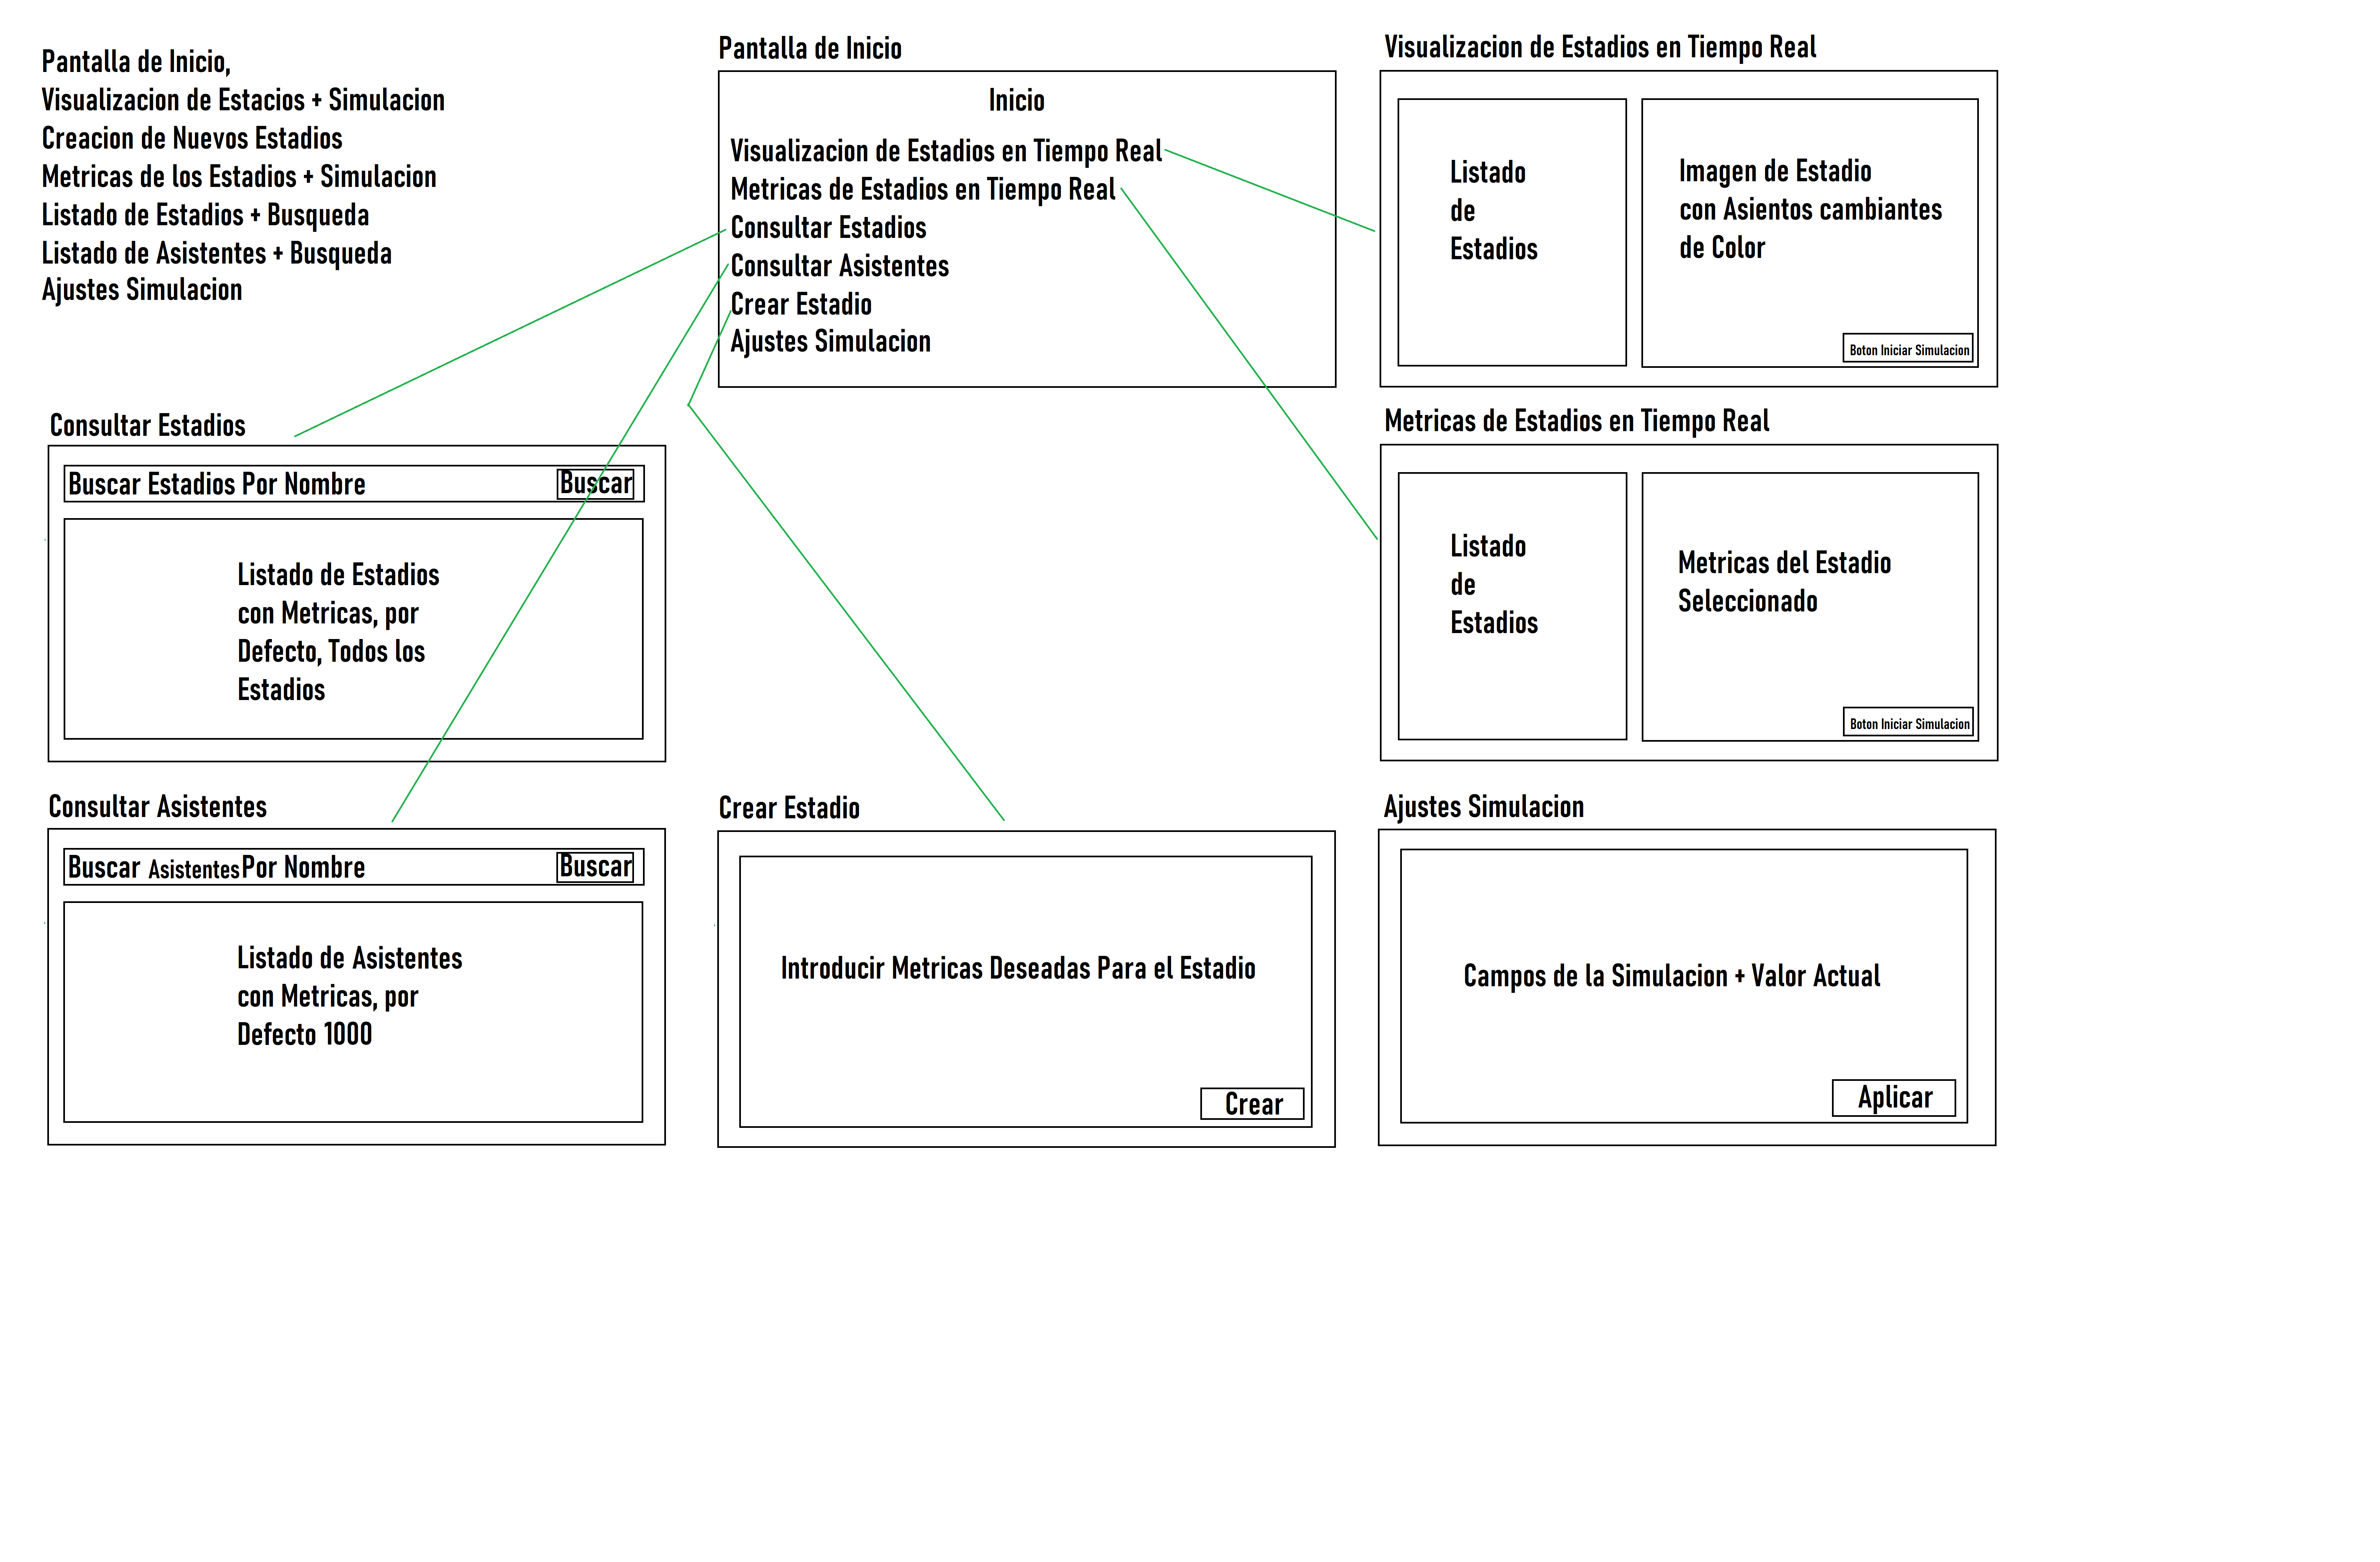 Pantalla de Inicio,
Visualizacion de Estacios + Simulacion
Creacion de Nuevos Estadios
Metricas de los Estadios + Simulacion
Listado de Estadios + Busqueda
Listado de Asistentes + Busqueda
Ajustes Simulacion
Pantalla de Inicio
Inicio
Visualizacion de Estadios en Tiempo Real
Metricas de Estadios en Tiempo Real
Consultar Estadios
Consultar Asistentes
Crear Estadio
Ajustes Simulacion
Visualizacion de Estadios en Tiempo Real
Listado
de
Estadios
Imagen de Estadio
con Asientos cambiantes
de Color
Boton Iniciar Simulacion
Consultar Estadios
Buscar Estadios Por Nombre
Buscar
Listado de Estadios
con Metricas, por
Defecto, Todos los
Estadios
Metricas de Estadios en Tiempo Real
Listado
de
Estadios
Metricas del Estadio
Seleccionado
Boton Iniciar Simulacion
Consultar Asistentes
Buscar Asistentes Por Nombre
Buscar
Listado de Asistentes
con Metricas, por
Defecto 1000
Crear Estadio
Introducir Metricas Deseadas Para el Estadio
Crear
Ajustes Simulacion
Campos de la Simulacion + Valor Actual
Aplicar